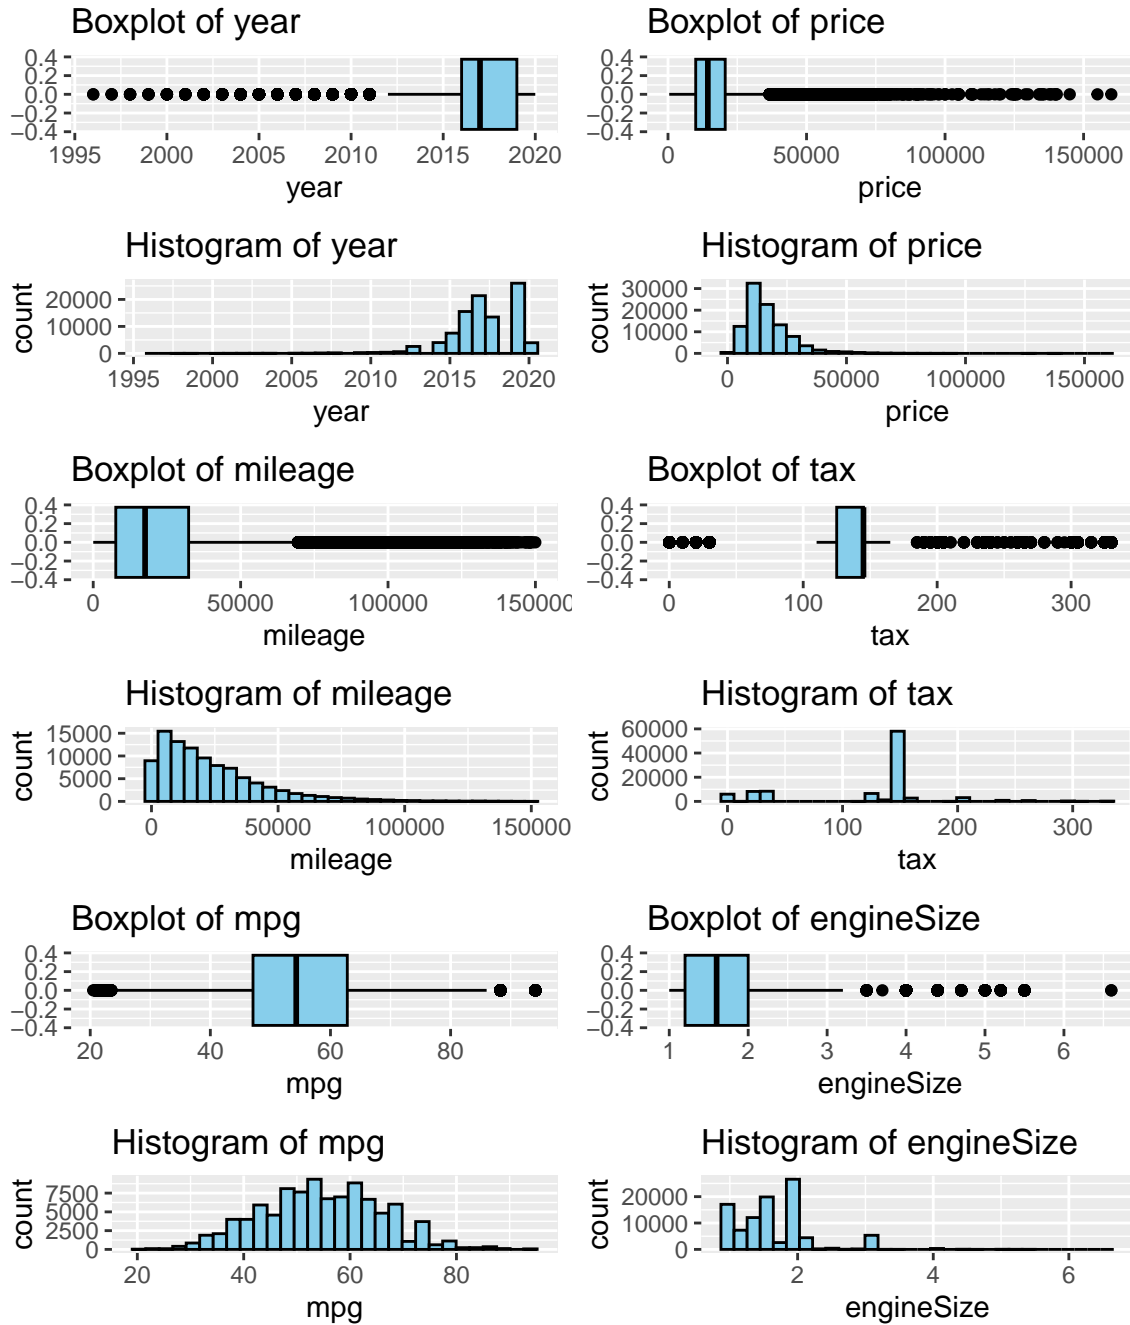 Boxplot of year
0.4
0.2
0.0
−0.2
−0.4
1995 2000 2005 2010 2015 2020
year
Boxplot of price
0.4
0.2
0.0
−0.2
−0.4
0 50000 100000 150000
price
Histogram of year
count
20000
10000
0
1995 2000 2005 2010 2015 2020
year
Histogram of price
count
30000
20000
10000
0
0 50000 100000 150000
price
Boxplot of mileage
0.4
0.2
0.0
−0.2
−0.4
0 50000 100000 150000
mileage
Boxplot of tax
0.4
0.2
0.0
−0.2
−0.4
0 100 200 300
tax
Histogram of mileage
count
15000
10000
5000
0
0 50000 100000 150000
mileage
Histogram of tax
count
60000
40000
20000
0
0 100 200 300
tax
Boxplot of mpg
0.4
0.2
0.0
−0.2
−0.4
20 40 60 80
mpg
Boxplot of engineSize
0.4
0.2
0.0
−0.2
−0.4
1 2 3 4 5 6
engineSize
Histogram of mpg
count
7500
5000
2500
0
20 40 60 80
mpg
Histogram of engineSize
count
20000
10000
0
2 4 6
engineSize